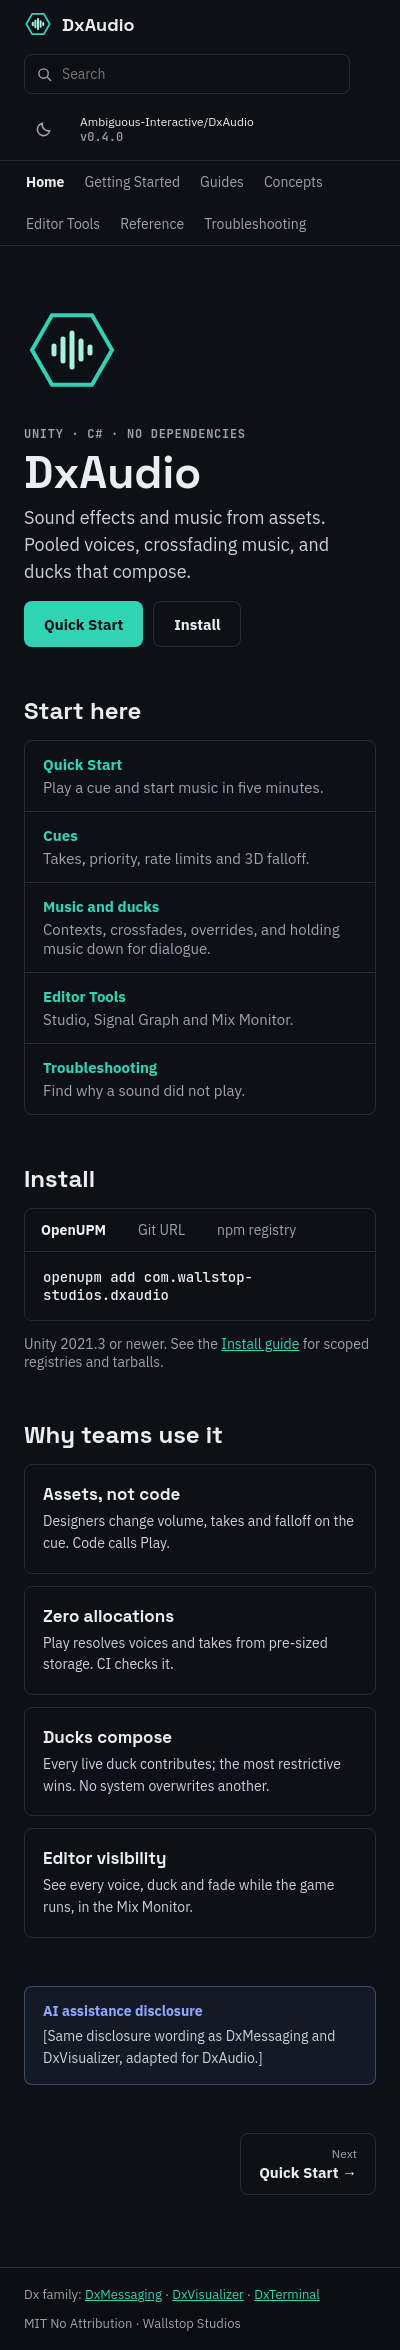 DxAudio
Search
Ambiguous-Interactive/DxAudio
v0.4.0
Home Getting Started Guides Concepts
Editor Tools Reference Troubleshooting
UNITY · C# · NO DEPENDENCIES
DxAudio
Sound effects and music from assets.
Pooled voices, crossfading music, and
ducks that compose.
Quick Start Install
Start here
Quick Start
Play a cue and start music in five minutes.
Cues
Takes, priority, rate limits and 3D falloff.
Music and ducks
Contexts, crossfades, overrides, and holding
music down for dialogue.
Editor Tools
Studio, Signal Graph and Mix Monitor.
Troubleshooting
Find why a sound did not play.
Install
OpenUPM Git URL npm registry
openupm add com.wallstop-
studios.dxaudio
Unity 2021.3 or newer. See the Install guide for scoped
registries and tarballs.
Why teams use it
Assets, not code
Designers change volume, takes and falloff on the
cue. Code calls Play.
Zero allocations
Play resolves voices and takes from pre-sized
storage. CI checks it.
Ducks compose
Every live duck contributes; the most restrictive
wins. No system overwrites another.
Editor visibility
See every voice, duck and fade while the game
runs, in the Mix Monitor.
AI assistance disclosure
[Same disclosure wording as DxMessaging and
DxVisualizer, adapted for DxAudio.]
Next
Quick Start →
Dx family: DxMessaging · DxVisualizer · DxTerminal
MIT No Attribution · Wallstop Studios